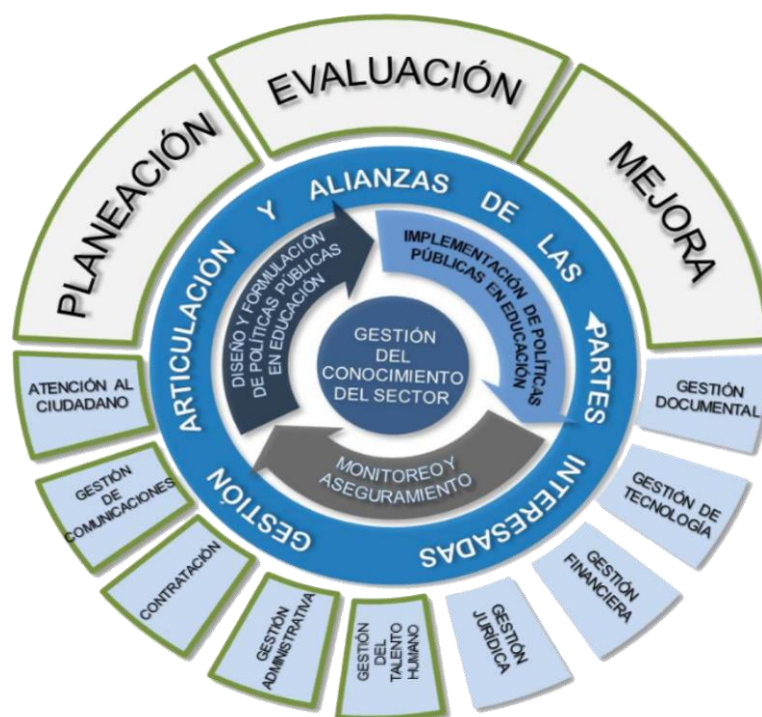 PLANEACIÓN
EVALUACIÓN
MEJORA
GESTIÓN ARTICULACIÓN Y ALIANZAS DE LAS PARTES INTERESADAS
DISEÑO Y FORMULACIÓN
DE POLÍTICAS PÚBLICAS
EN EDUCACIÓN
IMPLEMENTACIÓN DE POLÍTICAS
PÚBLICAS EN EDUCACIÓN
MONITOREO Y
ASEGURAMIENTO
GESTIÓN
DEL
CONOCIMIENTO
DEL SECTOR
ATENCIÓN AL
CIUDADANO
GESTIÓN
DE
COMUNICACIONES
CONTRATACIÓN
GESTIÓN
ADMINISTRATIVA
GESTIÓN
DEL
TALENTO
HUMANO
GESTIÓN
JURÍDICA
GESTIÓN
FINANCIERA
GESTIÓN DE
TECNOLOGÍA
GESTIÓN
DOCUMENTAL